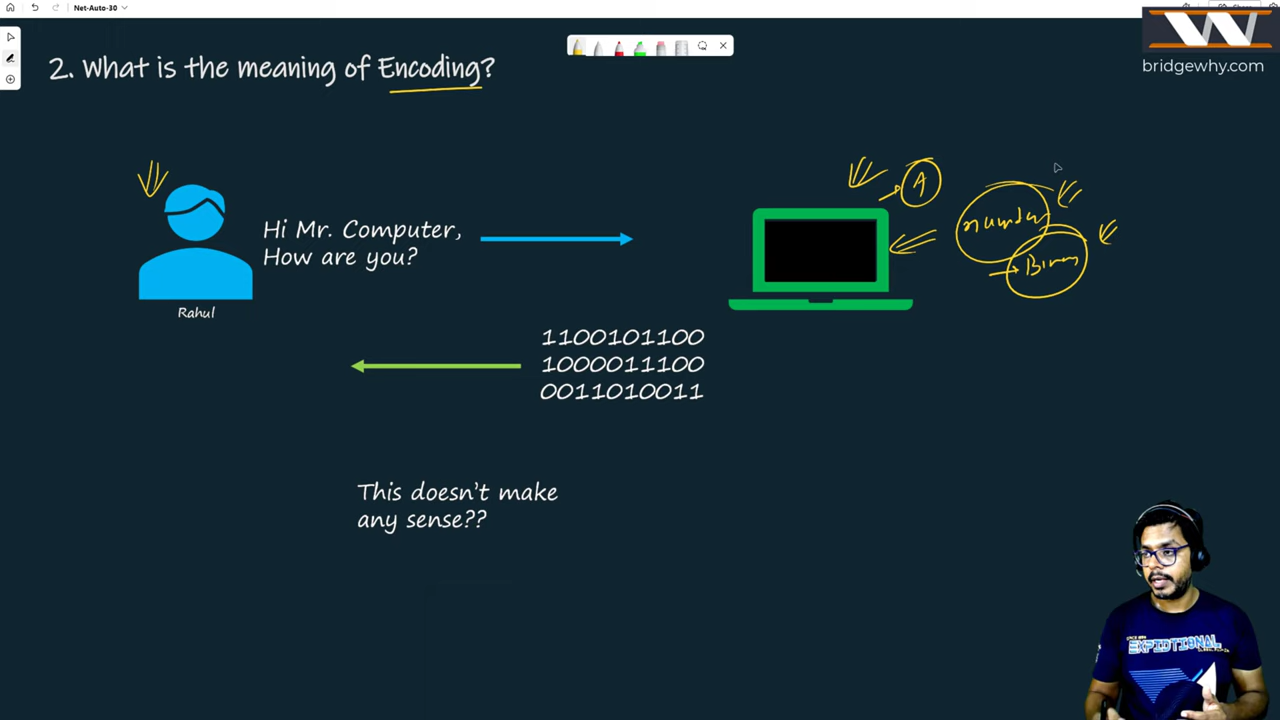 Net-Auto-30
Share
bridgewhy.com
2. What is the meaning of Encoding?
A
number
Hi Mr. Computer,
How are you?
Binary
Rahul
1100101100
1000011100
0011010011
This doesn't make
any sense??
EXPIDTIONAL